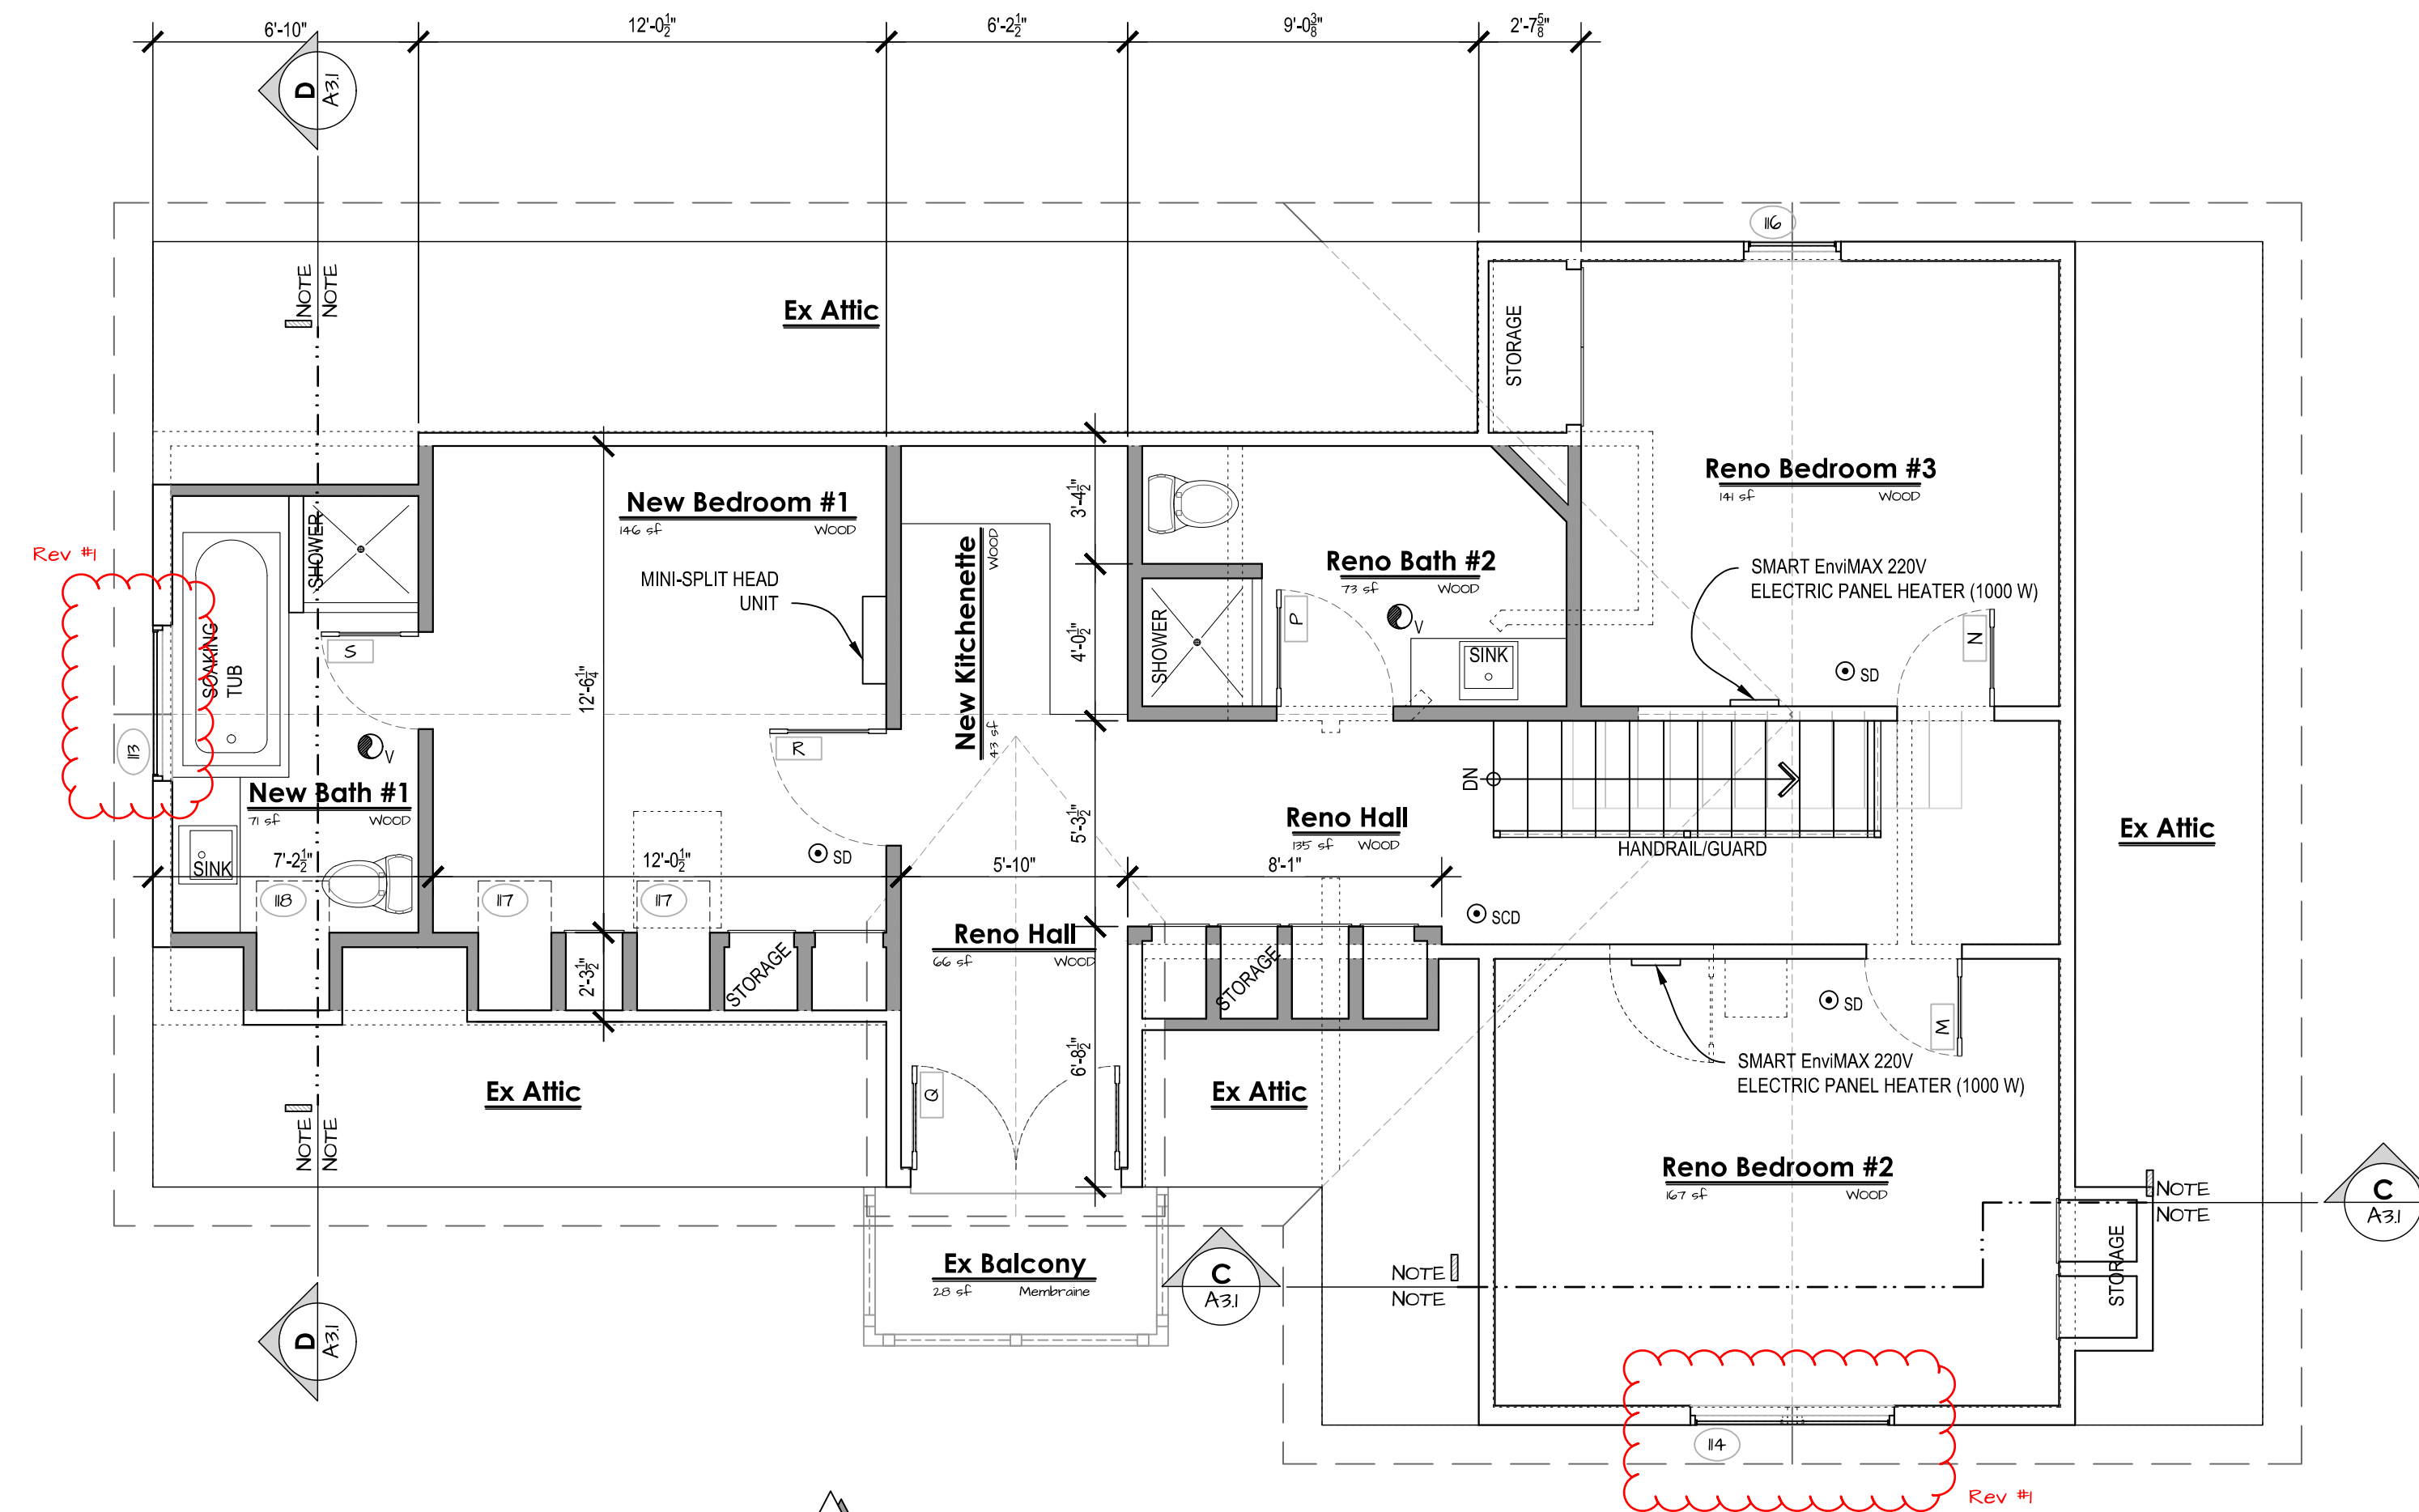 6'-10"
12'-0½"
6'-2½"
9'-0⅜"
2'-7⅝"
D
A3.1
116
NOTE
NOTE
Ex Attic
STORAGE
Reno Bedroom #3
141 sf WOOD
New Bedroom #1
146 sf WOOD
3'-4½"
SHOWER
Rev #1
New Kitchenette
43 sf WOOD
Reno Bath #2
73 sf WOOD
SMART EnviMAX 220V
ELECTRIC PANEL HEATER (1000 W)
MINI-SPLIT HEAD
UNIT
P
V
N
SOAKING
TUB
S
SHOWER
4'-0½"
SINK
SD
12'-6¼"
113
V
R
DN
New Bath #1
71 sf WOOD
5'-3½"
Reno Hall
135 sf WOOD
Ex Attic
HANDRAIL/GUARD
SINK
7'-2½"
12'-0½"
SD
5'-10"
8'-1"
118
117
117
SCD
Reno Hall
66 sf WOOD
2'-3½"
STORAGE
STORAGE
SD
M
6'-8½"
SMART EnviMAX 220V
ELECTRIC PANEL HEATER (1000 W)
Ex Attic
Q
Ex Attic
NOTE
NOTE
Reno Bedroom #2
167 sf WOOD
NOTE
NOTE
C
A3.1
Ex Balcony
28 sf Membraine
C
A3.1
NOTE
NOTE
STORAGE
D
A3.1
114
Rev #1